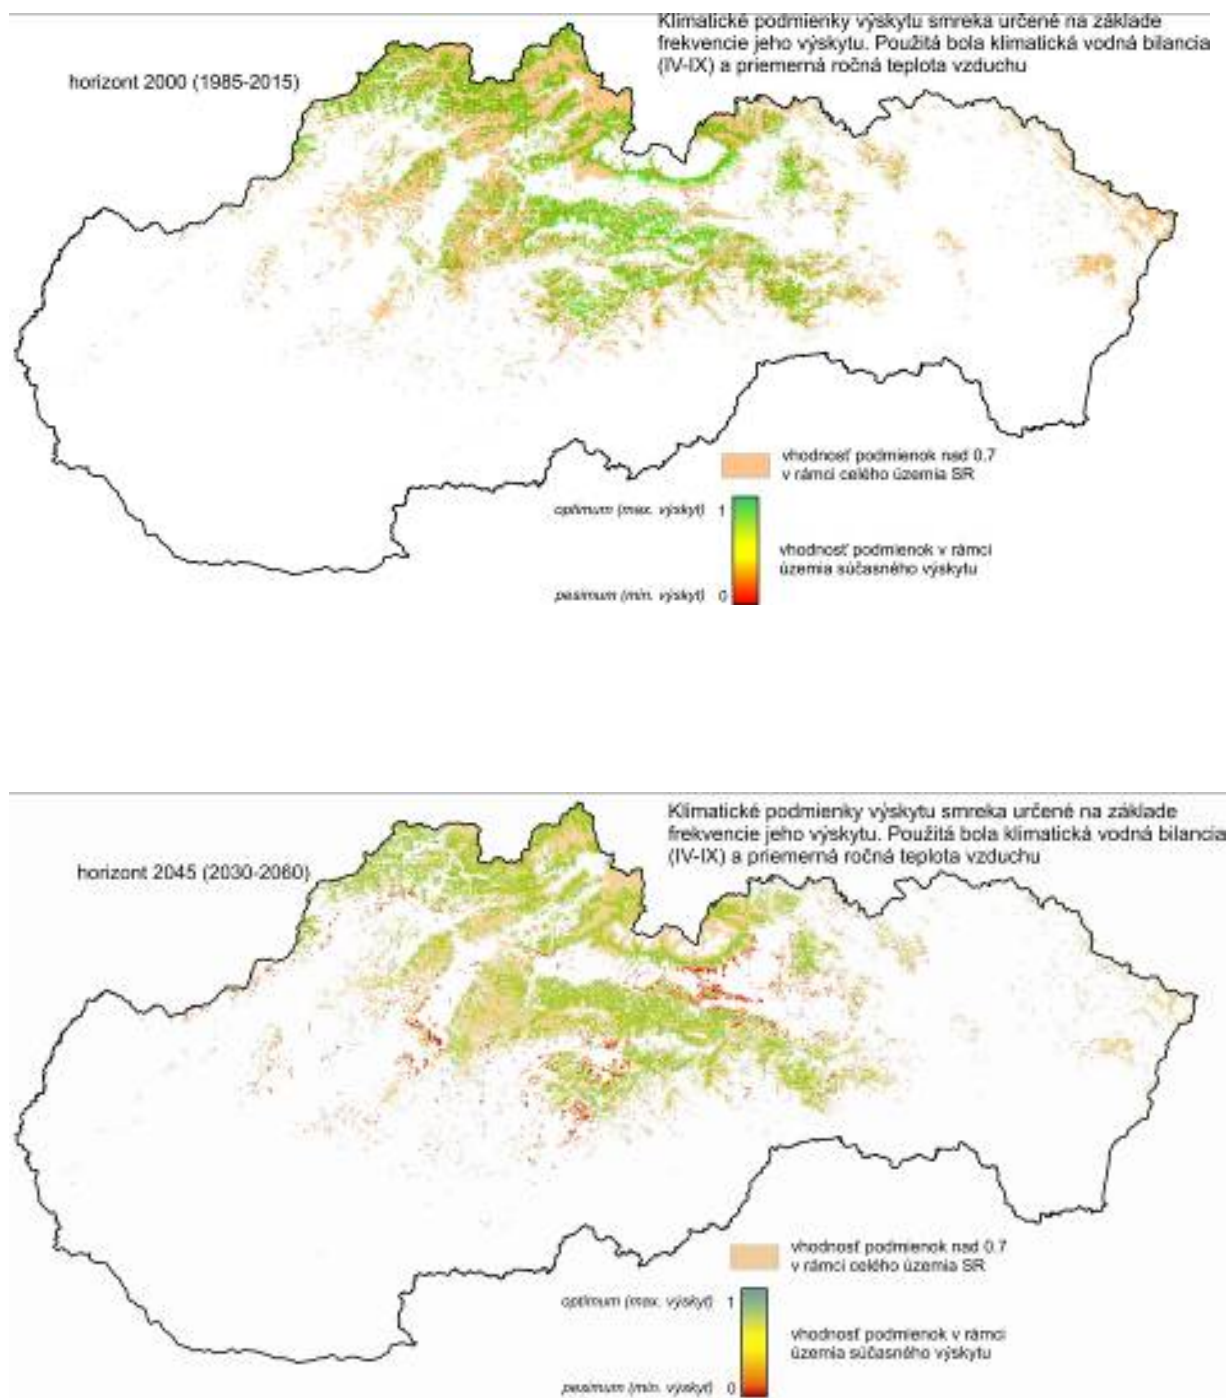 Klimatické podmienky výskytu smreka určené na základe
frekvencie jeho výskytu. Použitá bola klimatická vodná bilancia
(IV-IX) a priemerná ročná teplota vzduchu
horizont 2000 (1985-2015)
vhodnosť podmienok nad 0.7
v rámci celého územia SR
optimum (max. výskyt) 1
vhodnosť podmienok v rámci
územia súčasného výskytu
pesimum (min. výskyt) 0
Klimatické podmienky výskytu smreka určené na základe
frekvencie jeho výskytu. Použitá bola klimatická vodná bilancia
(IV-IX) a priemerná ročná teplota vzduchu
horizont 2045 (2030-2060)
vhodnosť podmienok nad 0.7
v rámci celého územia SR
optimum (max. výskyt) 1
vhodnosť podmienok v rámci
územia súčasného výskytu
pesimum (min. výskyt) 0